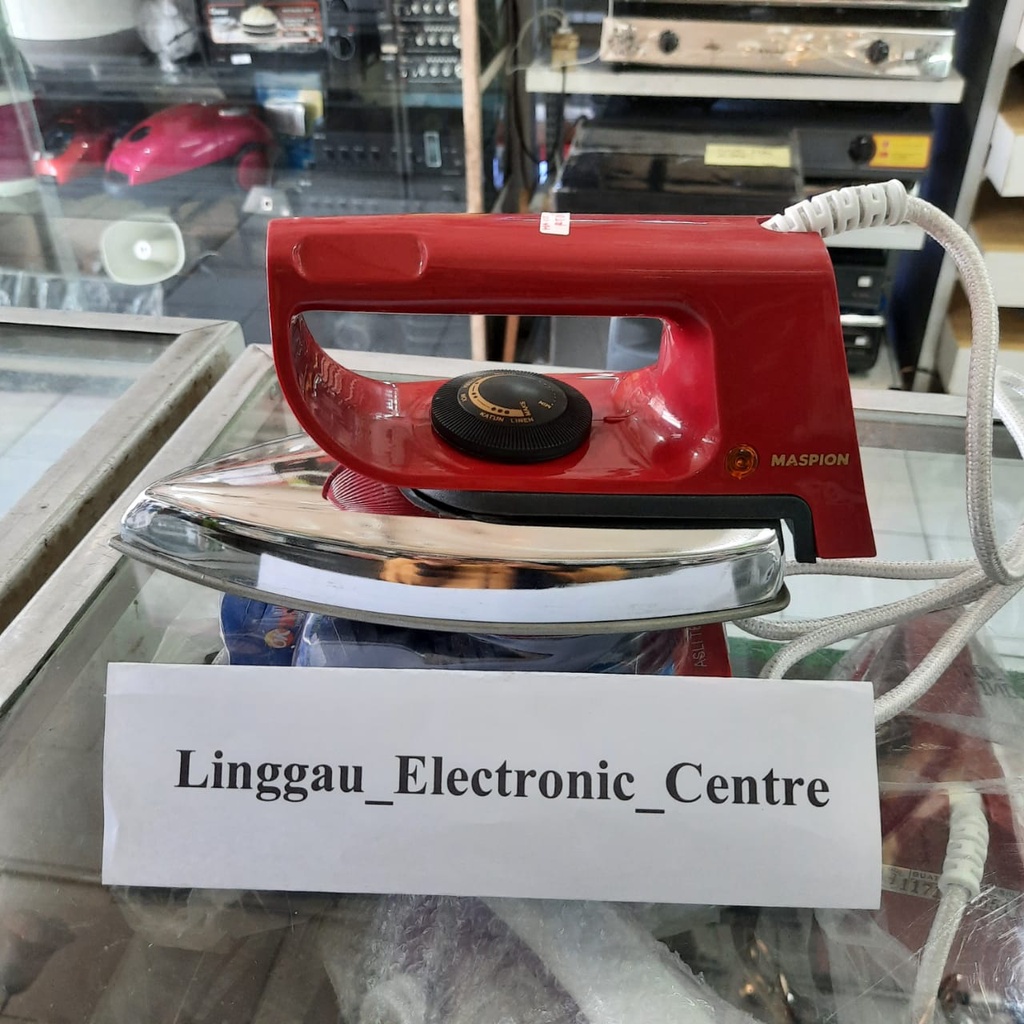 MASPION
KATUN LINEN
Linggau_Electronic_Centre